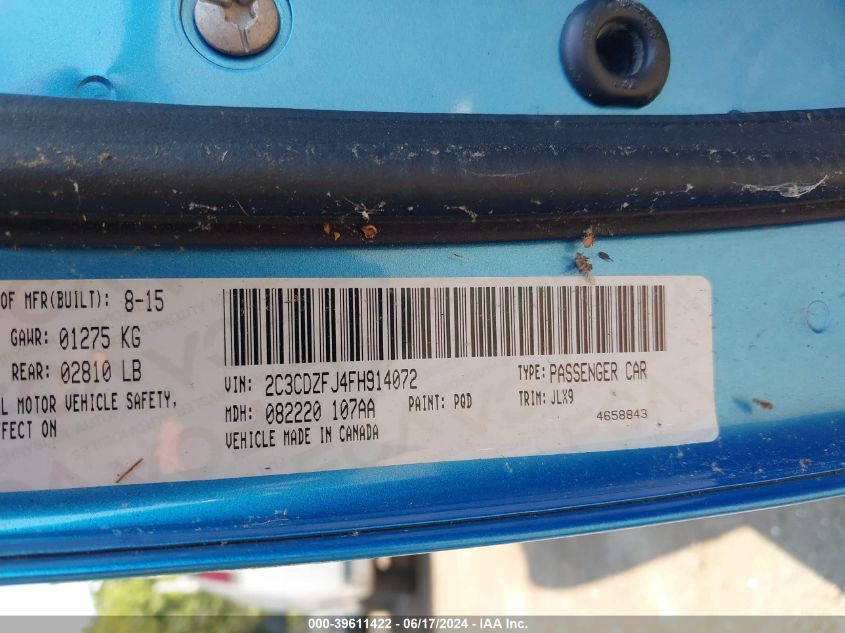 OF MFR(BUILT): 8-15
GAWR: 01275 KG
REAR: 02810 LB
L MOTOR VEHICLE SAFETY,
FFECT ON
VIN: 2C3CDZFJ4FH914072
TYPE: PASSENGER CAR
MDH: 082220 107AA
PAINT: PQD
TRIM: JLX9
VEHICLE MADE IN CANADA
4658843
000-39611422 - 06/17/2024 - IAA Inc.